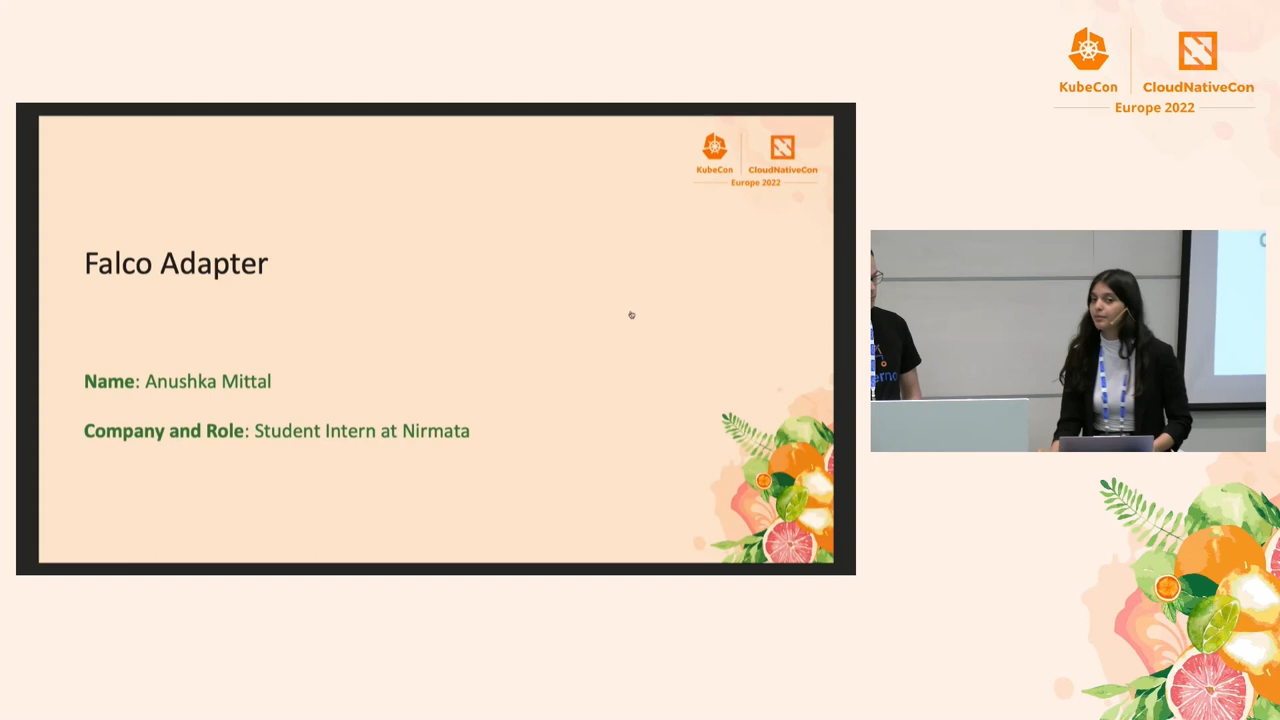 KubeCon
CloudNativeCon
Europe 2022
KubeCon
CloudNativeCon
Europe 2022
Falco Adapter
Name: Anushka Mittal
Company and Role: Student Intern at Nirmata
erno